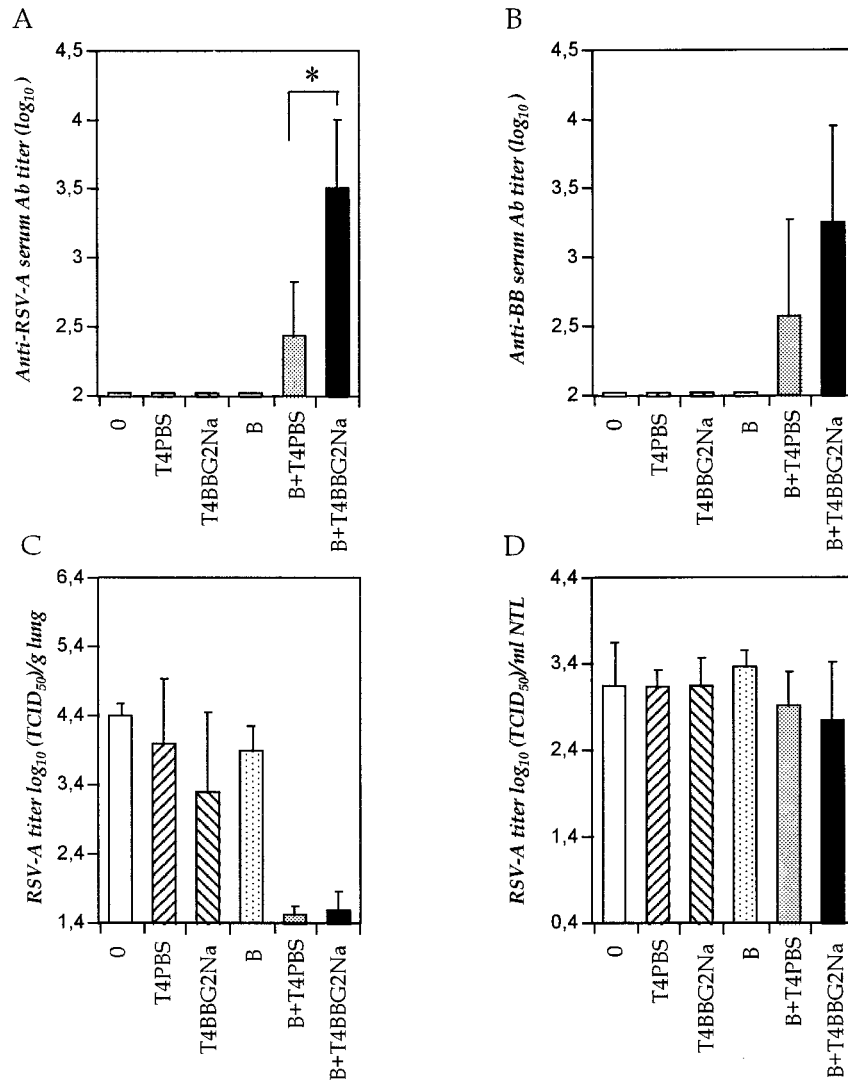 A
Anti-RSV-A serum Ab titer (log10)
4,5
4
3,5
3
2,5
2
*
0
T4PBS
T4BBG2Na
B
B+T4PBS
B+T4BBG2Na
B
Anti-BB serum Ab titer (log10)
4,5
4
3,5
3
2,5
2
0
T4PBS
T4BBG2Na
B
B+T4PBS
B+T4BBG2Na
C
RSV-A titer log10 (TCID50)/g lung
6,4
5,4
4,4
3,4
2,4
1,4
0
T4PBS
T4BBG2Na
B
B+T4PBS
B+T4BBG2Na
D
RSV-A titer log10 (TCID50)/ml NTL
4,4
3,4
2,4
1,4
0,4
0
T4PBS
T4BBG2Na
B
B+T4PBS
B+T4BBG2Na